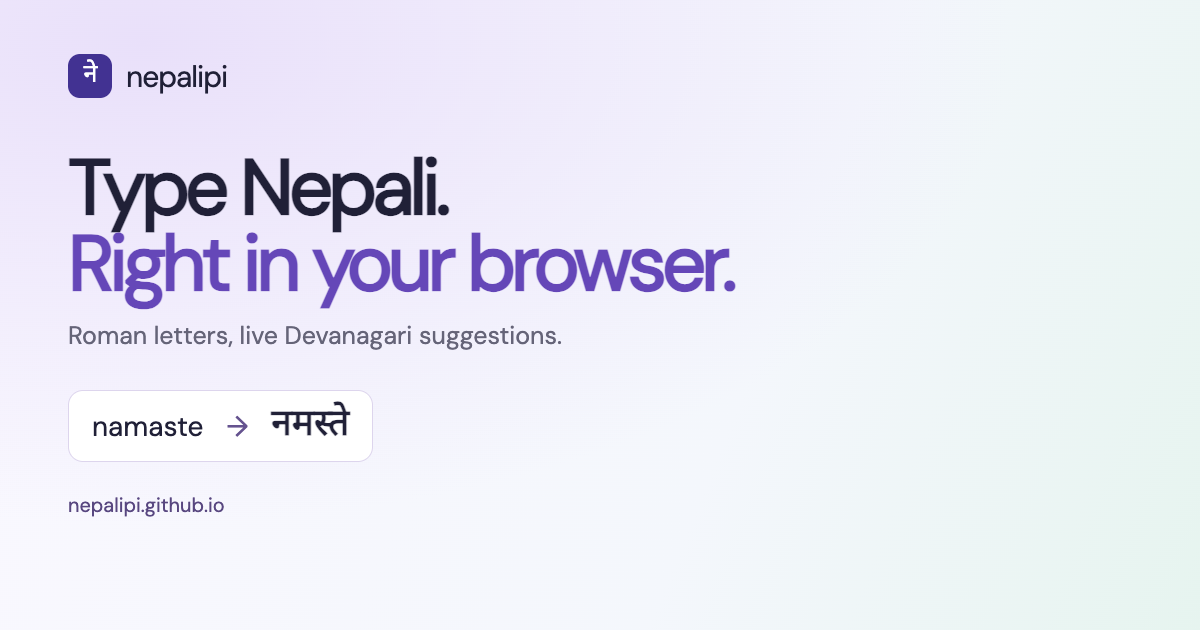 ने nepalipi
Type Nepali.
Right in your browser.
Roman letters, live Devanagari suggestions.
namaste → नमस्ते
nepalipi.github.io